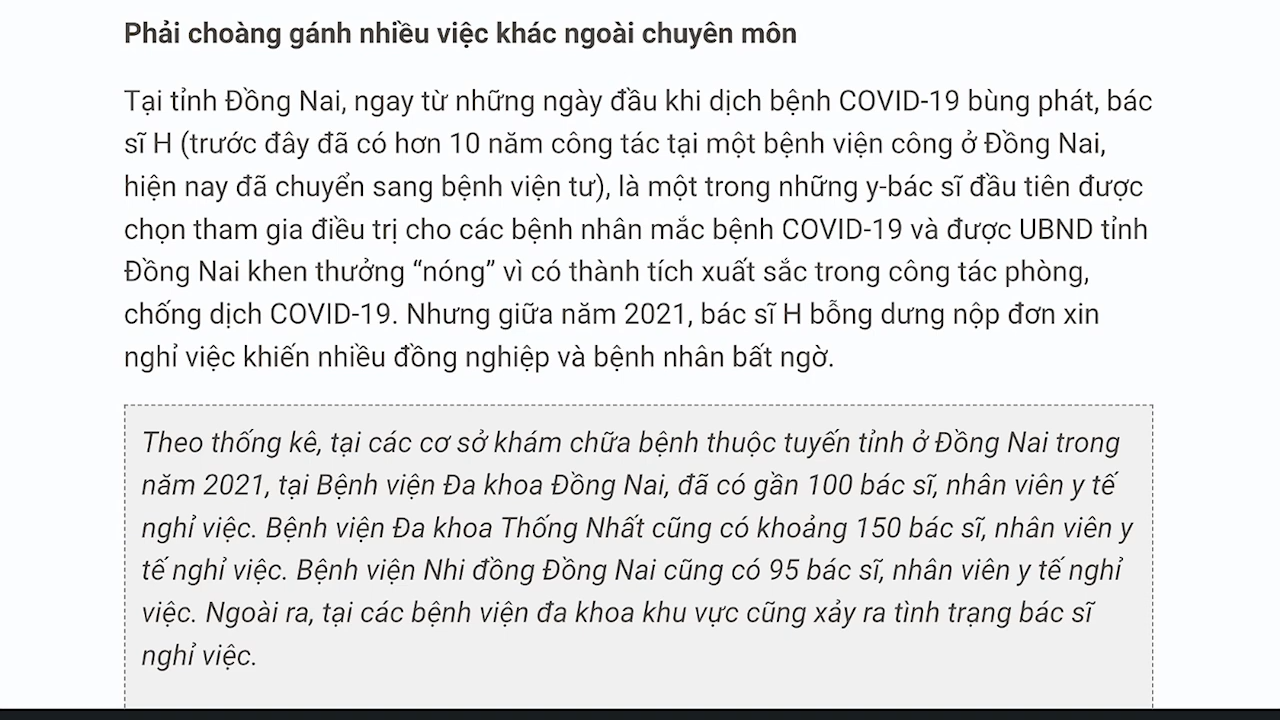 Phải choàng gánh nhiều việc khác ngoài chuyên môn
Tại tỉnh Đồng Nai, ngay từ những ngày đầu khi dịch bệnh COVID-19 bùng phát, bác
sĩ H (trước đây đã có hơn 10 năm công tác tại một bệnh viện công ở Đồng Nai,
hiện nay đã chuyển sang bệnh viện tư), là một trong những y-bác sĩ đầu tiên được
chọn tham gia điều trị cho các bệnh nhân mắc bệnh COVID-19 và được UBND tỉnh
Đồng Nai khen thưởng “nóng” vì có thành tích xuất sắc trong công tác phòng,
chống dịch COVID-19. Nhưng giữa năm 2021, bác sĩ H bỗng dưng nộp đơn xin
nghỉ việc khiến nhiều đồng nghiệp và bệnh nhân bất ngờ.
Theo thống kê, tại các cơ sở khám chữa bệnh thuộc tuyến tỉnh ở Đồng Nai trong
năm 2021, tại Bệnh viện Đa khoa Đồng Nai, đã có gần 100 bác sĩ, nhân viên y tế
nghỉ việc. Bệnh viện Đa khoa Thống Nhất cũng có khoảng 150 bác sĩ, nhân viên y
tế nghỉ việc. Bệnh viện Nhi đồng Đồng Nai cũng có 95 bác sĩ, nhân viên y tế nghỉ
việc. Ngoài ra, tại các bệnh viện đa khoa khu vực cũng xảy ra tình trạng bác sĩ
nghỉ việc.